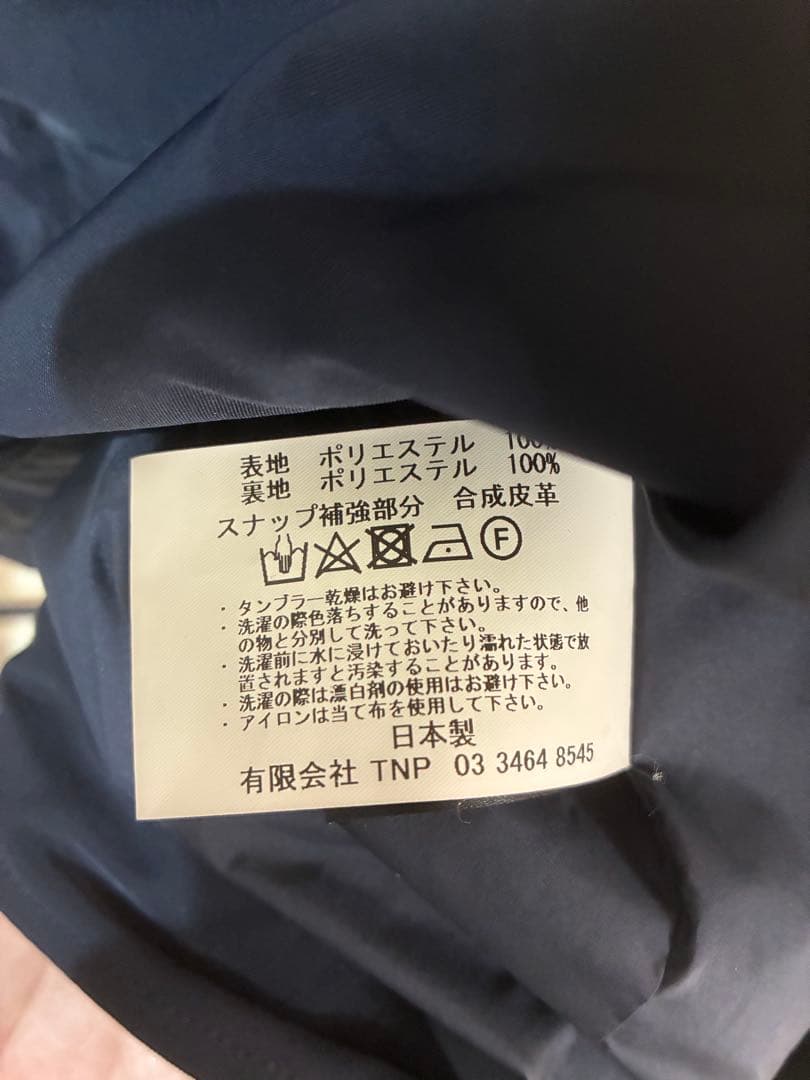 表地 ポリエステル 100%
裏地 ポリエステル 100%
スナップ補強部分 合成皮革
F
・タンブラー乾燥はお避け下さい。
・洗濯の際色落ちすることがありますので、他
の物と分別して洗って下さい。
・洗濯前に水に浸けておいたり濡れた状態で放
置されますと汚染することがあります。
・洗濯の際は漂白剤の使用はお避け下さい。
・アイロンは当て布を使用して下さい。
日本製
有限会社 TNP 03 3464 8545